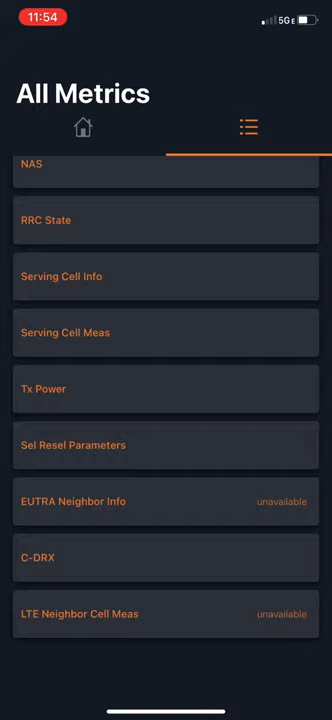 11:54
5GE
All Metrics
NAS
RRC State
Serving Cell Info
Serving Cell Meas
Tx Power
Sel Resel Parameters
EUTRA Neighbor Info unavailable
C-DRX
LTE Neighbor Cell Meas unavailable